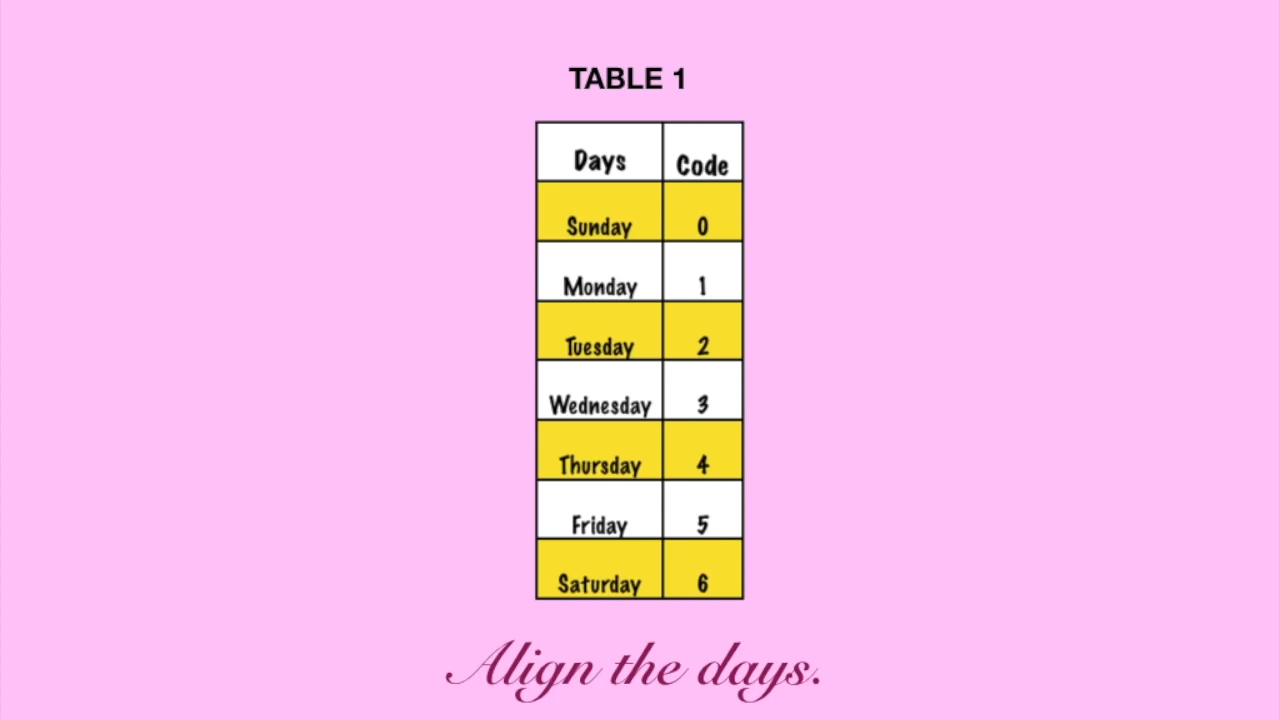 TABLE 1
Days Code
Sunday 0
Monday 1
Tuesday 2
Wednesday 3
Thursday 4
Friday 5
Saturday 6
Align the days.